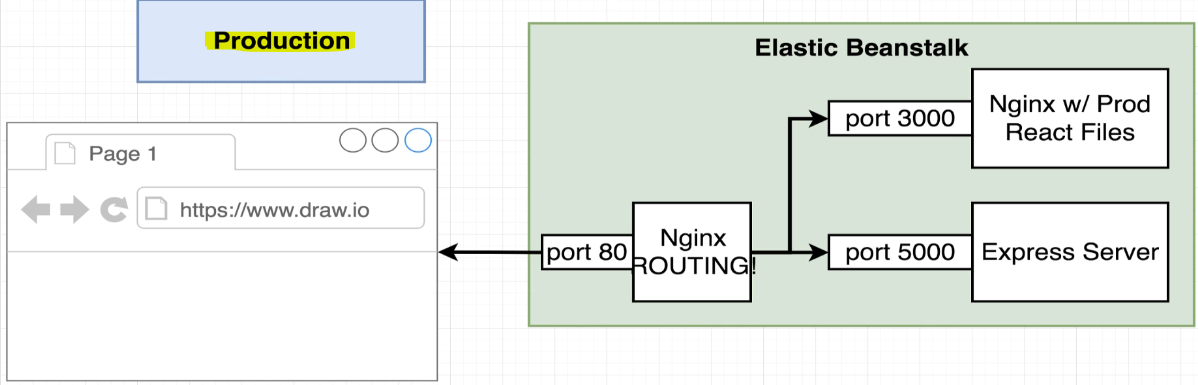 Production
Elastic Beanstalk
Page 1
https://www.draw.io
port 80
Nginx
ROUTING!
port 3000
Nginx w/ Prod
React Files
port 5000
Express Server